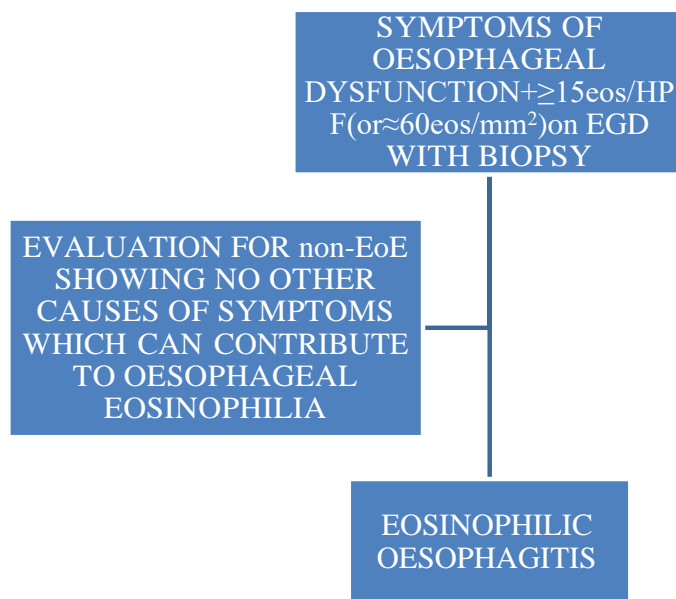 SYMPTOMS OF
OESOPHAGEAL
DYSFUNCTION+≥15eos/HP
F(or≈60eos/mm²)on EGD
WITH BIOPSY
EVALUATION FOR non-EoE
SHOWING NO OTHER
CAUSES OF SYMPTOMS
WHICH CAN CONTRIBUTE
TO OESOPHAGEAL
EOSINOPHILIA
EOSINOPHILIC
OESOPHAGITIS